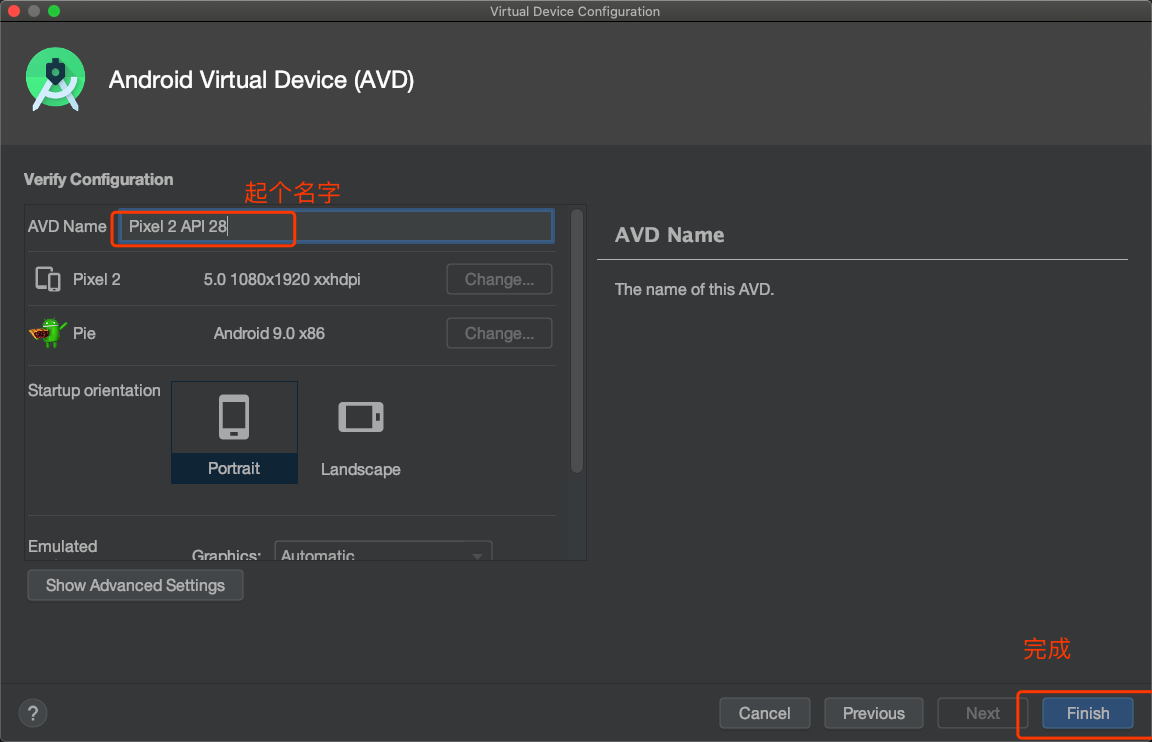 Virtual Device Configuration
Android Virtual Device (AVD)
Verify Configuration
起个名字
AVD Name Pixel 2 API 28
Pixel 2 5.0 1080x1920 xxhdpi Change...
Pie Android 9.0 x86 Change...
Startup orientation
Portrait
Landscape
Emulated
Graphics: Automatic
Show Advanced Settings
AVD Name
The name of this AVD.
完成
? Cancel Previous Next Finish